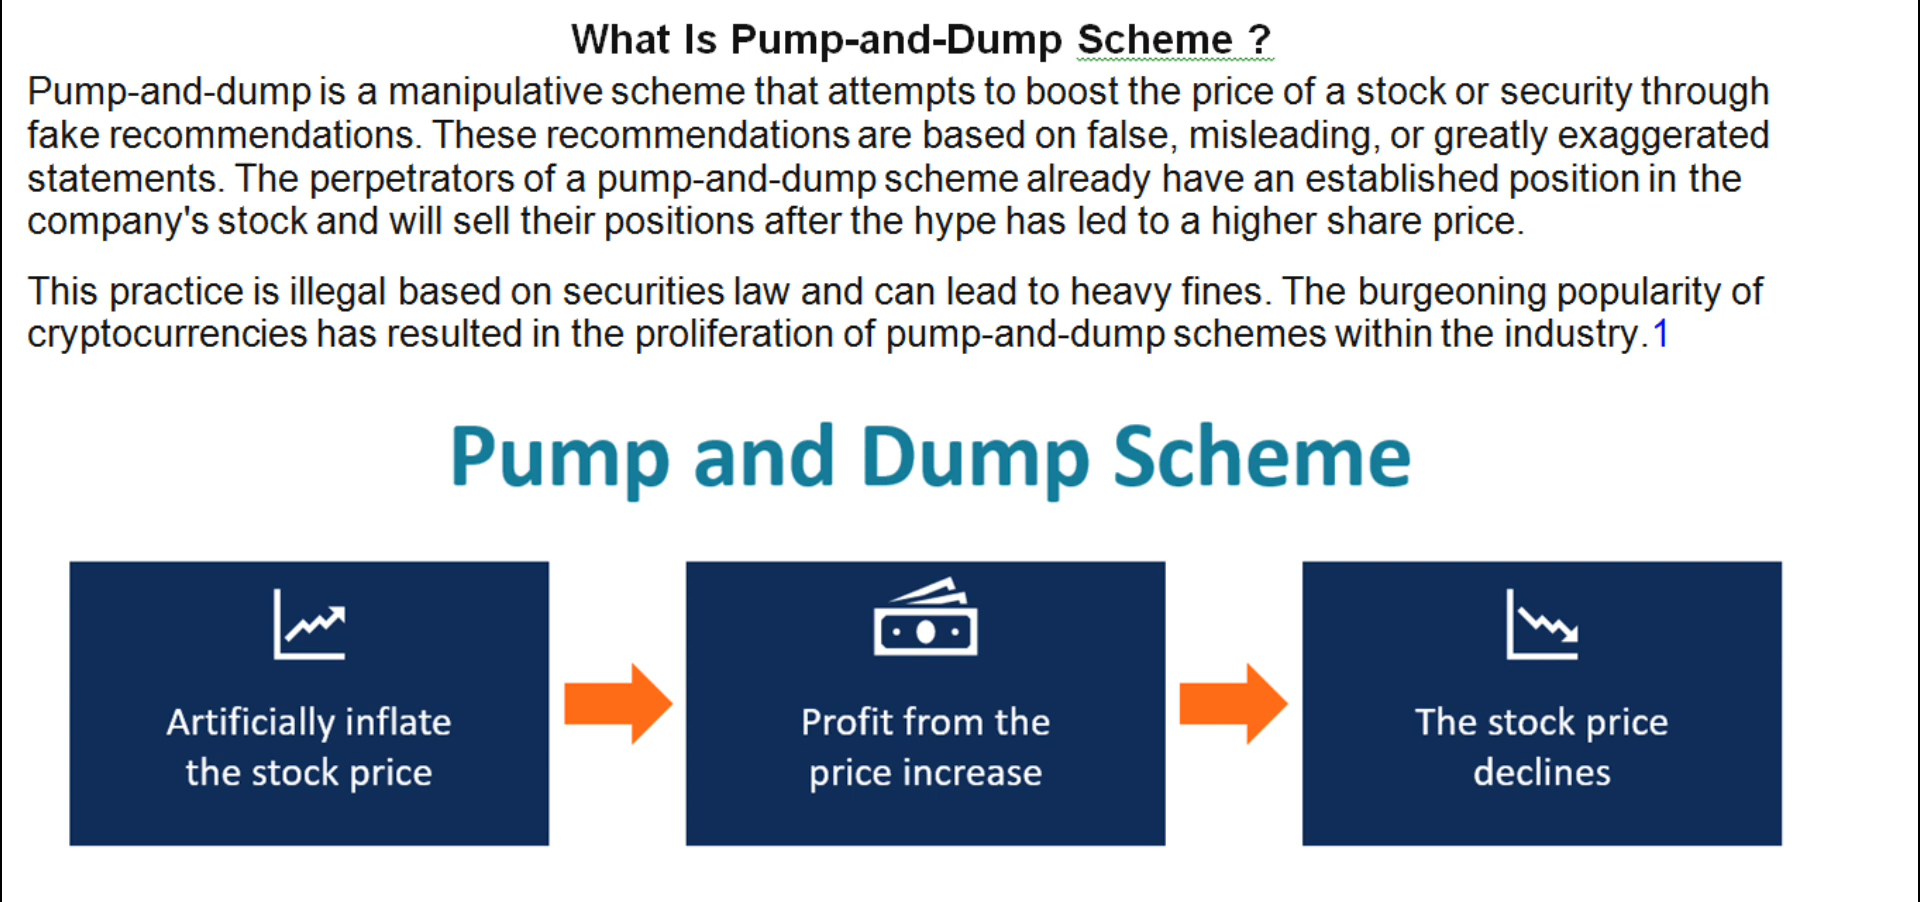 What Is Pump-and-Dump Scheme ?
Pump-and-dump is a manipulative scheme that attempts to boost the price of a stock or security through
fake recommendations. These recommendations are based on false, misleading, or greatly exaggerated
statements. The perpetrators of a pump-and-dump scheme already have an established position in the
company's stock and will sell their positions after the hype has led to a higher share price.
This practice is illegal based on securities law and can lead to heavy fines. The burgeoning popularity of
cryptocurrencies has resulted in the proliferation of pump-and-dump schemes within the industry.1
Pump and Dump Scheme
Artificially inflate
the stock price
Profit from the
price increase
The stock price
declines